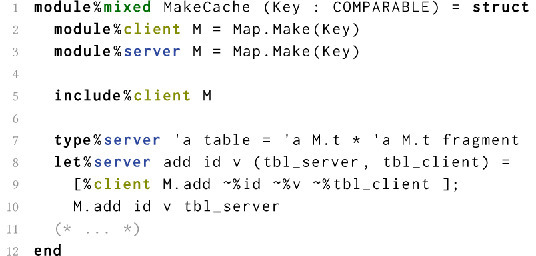 1 module%mixed MakeCache (Key : COMPARABLE) = struct
2 module%client M = Map.Make(Key)
3 module%server M = Map.Make(Key)
4
5 include%client M
6
7 type%server 'a table = 'a M.t * 'a M.t fragment
8 let%server add id v (tbl_server, tbl_client) =
9 [%client M.add ~%id ~%v ~%tbl_client ];
10 M.add id v tbl_server
11 (* ... *)
12 end